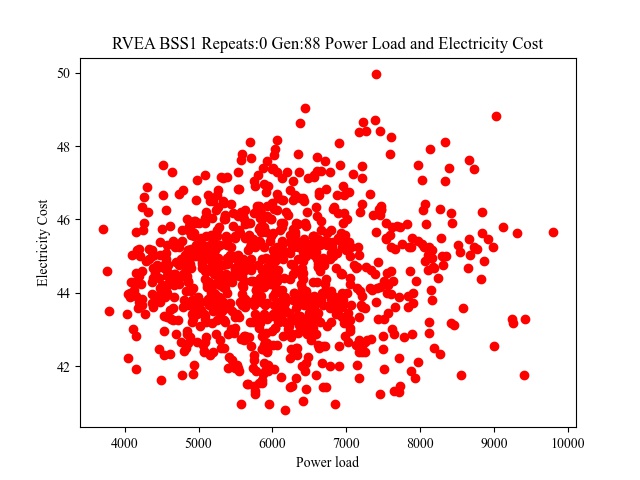 RVEA BSS1 Repeats:0 Gen:88 Power Load and Electricity Cost
50
48
46
44
42
Electricity Cost
4000 5000 6000 7000 8000 9000 10000
Power load